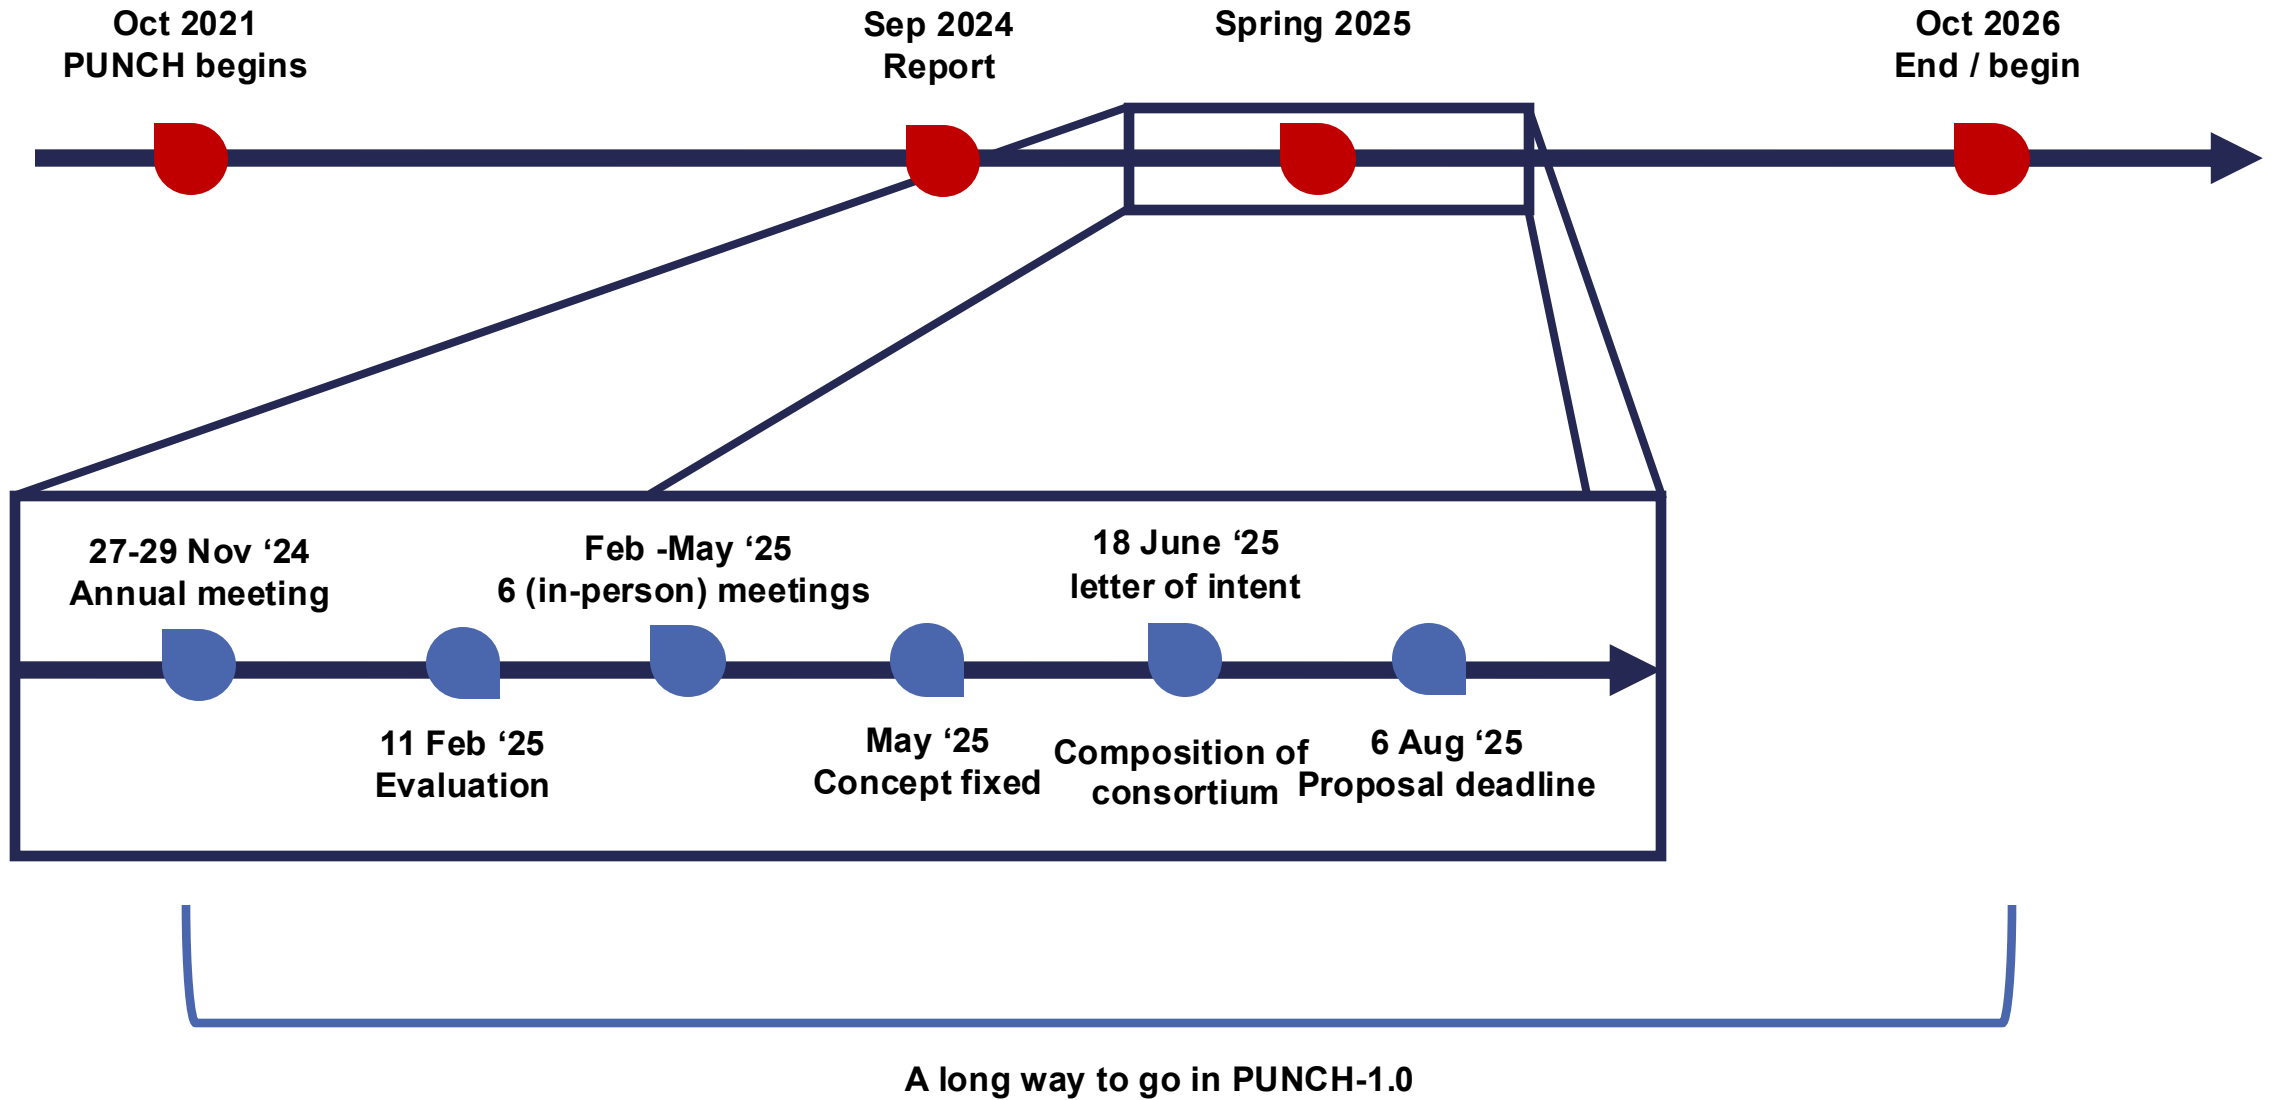 Oct 2021
PUNCH begins
Sep 2024
Report
Spring 2025
Oct 2026
End / begin
27-29 Nov ‘24
Annual meeting
Feb -May ‘25
6 (in-person) meetings
18 June ‘25
letter of intent
11 Feb ‘25
Evaluation
May ‘25
Concept fixed
Composition of
consortium
6 Aug ‘25
Proposal deadline
A long way to go in PUNCH-1.0